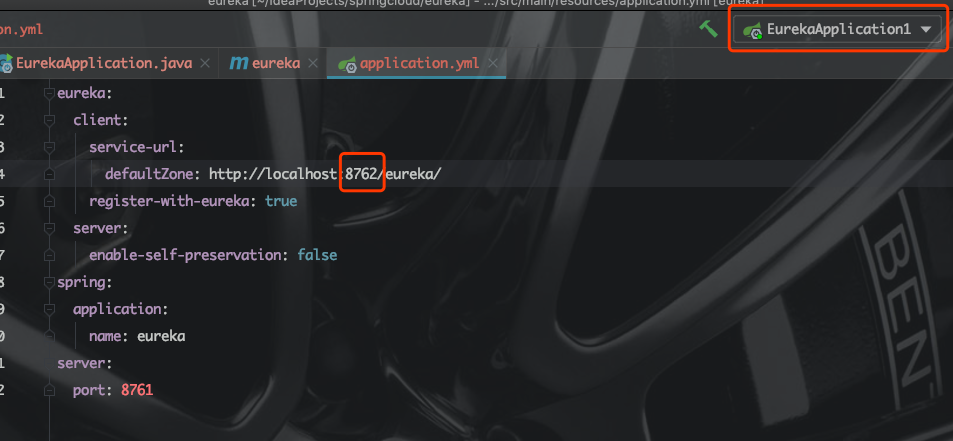 eureka [~/IdeaProjects/springcloud/eureka] - .../src/main/resources/application.yml [eureka]
on.yml
EurekaApplication1
EurekaApplication.java
eureka
application.yml
1 eureka:
2 client:
3 service-url:
4 defaultZone: http://localhost:8762/eureka/
5 register-with-eureka: true
6 server:
7 enable-self-preservation: false
8 spring:
9 application:
0 name: eureka
1 server:
2 port: 8761
BEN